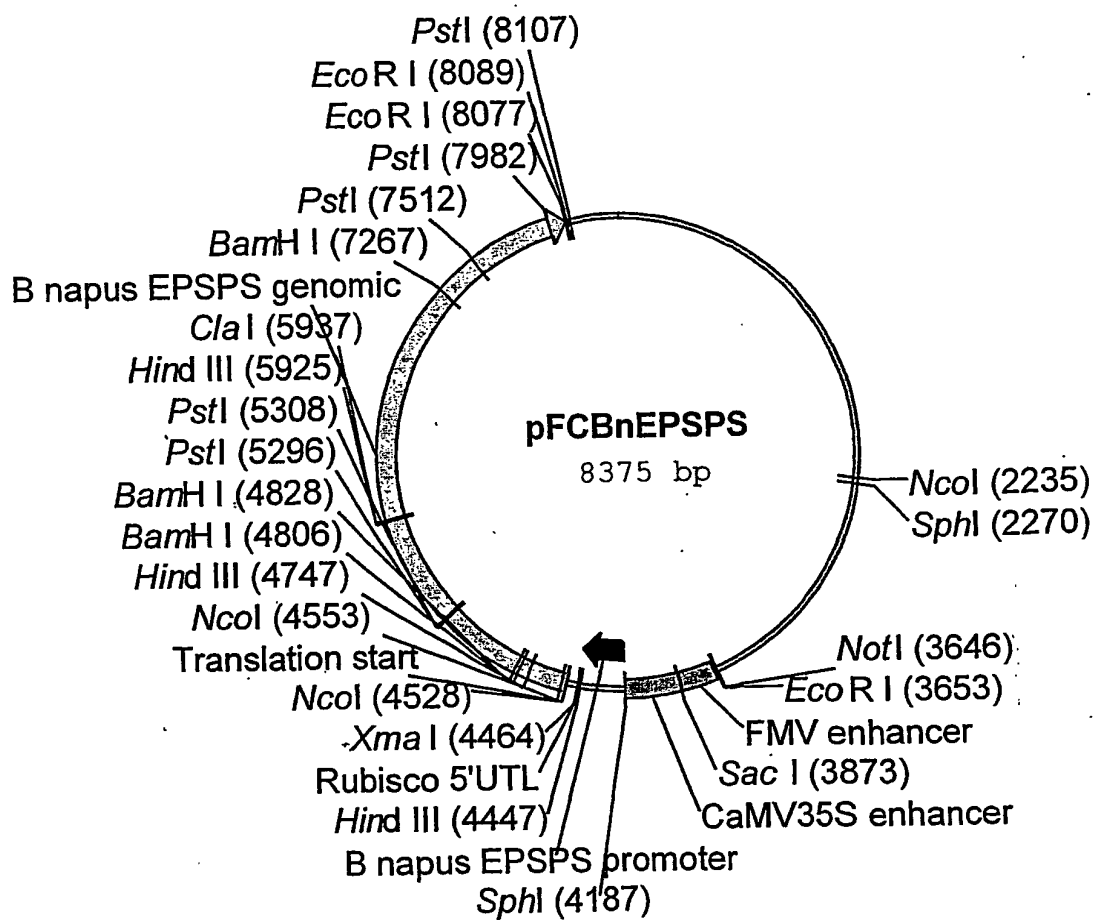 PstI (8107)
EcoR I (8089)
EcoR I (8077)
PstI (7982)
PstI (7512)
BamH I (7267)
B napus EPSPS genomic
Cla I (5937)
Hind III (5925)
PstI (5308)
PstI (5296)
BamH I (4828)
BamH I (4806)
Hind III (4747)
NcoI (4553)
Translation start
NcoI (4528)
Xma I (4464)
Rubisco 5'UTL
Hind III (4447)
B napus EPSPS promoter
SphI (4187)
pFCBnEPSPS
8375 bp
NcoI (2235)
SphI (2270)
NotI (3646)
EcoR I (3653)
FMV enhancer
Sac I (3873)
CaMV35S enhancer